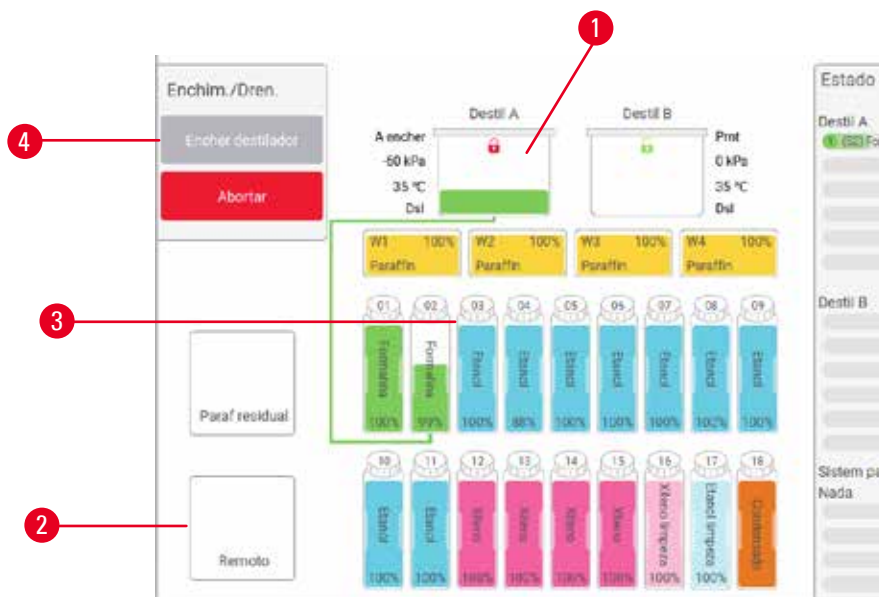 1
Enchim./Dren.
Encher destilador
Abortar
4
Destil A
Destil B
A encher
-50 kPa
35 °C
Dsl
Prnt
0 kPa
35 °C
Dsl
Estado
Destil A
W1 100% Paraffin
W2 100% Paraffin
W3 100% Paraffin
W4 100% Paraffin
Destil B
3
01 02 03 04 05 06 07 08 09
Formalina Formalina Etanol Etanol Etanol Etanol Etanol Etanol Etanol
100% 99% 100% 88% 100% 100% 100% 100% 100%
Paraf residual
10 11 12 13 14 15 16 17 18
Etanol Etanol Xileno Xileno Xileno Xileno Xileno limpeza Etanol limpeza Condensado
100% 100% 100% 100% 100% 100% 100% 100%
2
Remoto
Sistem pa
Nada